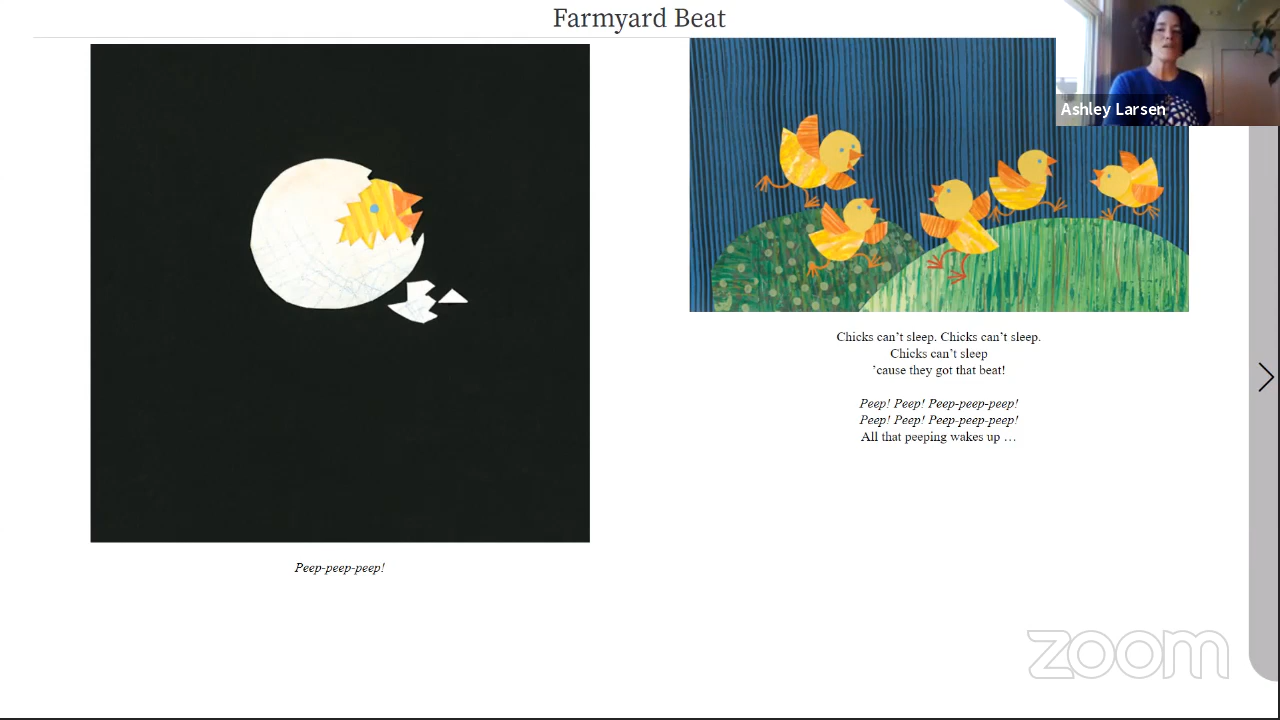 Farmyard Beat
Ashley Larsen
Peep-peep-peep!
Chicks can’t sleep. Chicks can’t sleep.
Chicks can’t sleep
’cause they got that beat!
Peep! Peep! Peep-peep-peep!
Peep! Peep! Peep-peep-peep!
All that peeping wakes up …
zoom